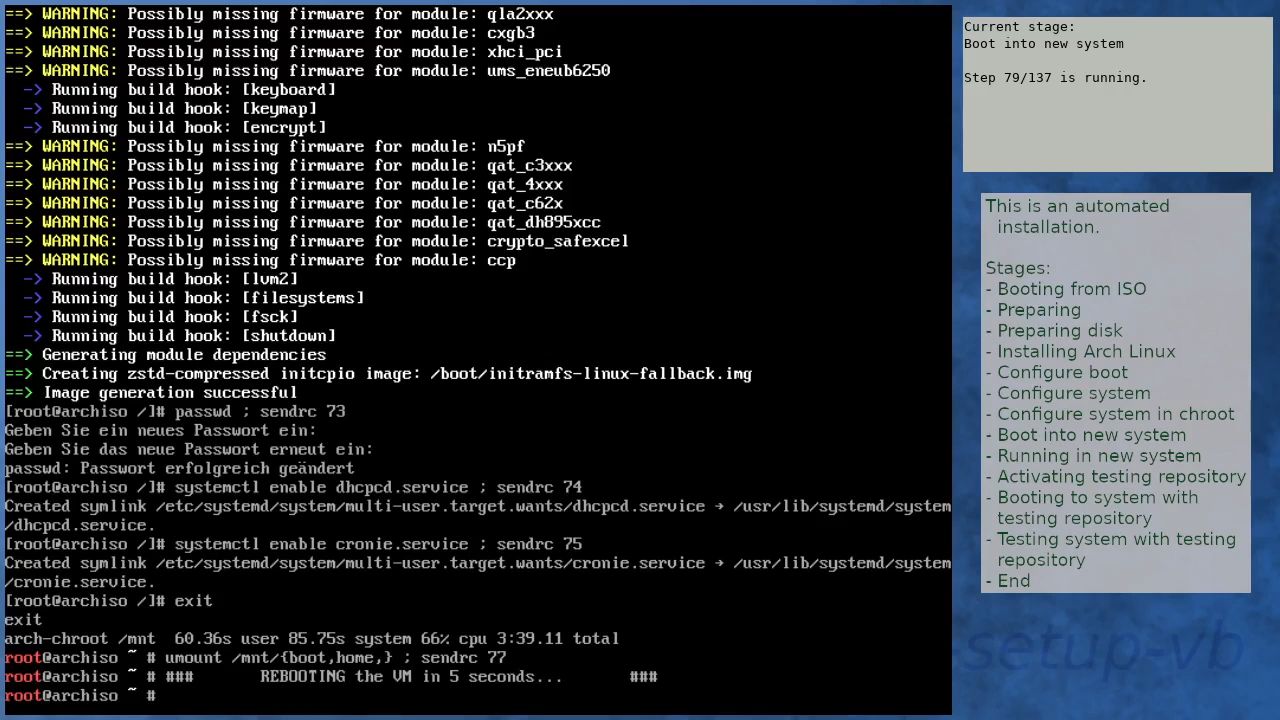 ==> WARNING: Possibly missing firmware for module: qla2xxx
==> WARNING: Possibly missing firmware for module: cxgb3
==> WARNING: Possibly missing firmware for module: xhci_pci
==> WARNING: Possibly missing firmware for module: ums_eneub6250
  -> Running build hook: [keyboard]
  -> Running build hook: [keymap]
  -> Running build hook: [encrypt]
==> WARNING: Possibly missing firmware for module: n5pf
==> WARNING: Possibly missing firmware for module: qat_c3xxx
==> WARNING: Possibly missing firmware for module: qat_4xxx
==> WARNING: Possibly missing firmware for module: qat_c62x
==> WARNING: Possibly missing firmware for module: qat_dh895xcc
==> WARNING: Possibly missing firmware for module: crypto_safexcel
==> WARNING: Possibly missing firmware for module: ccp
  -> Running build hook: [lvm2]
  -> Running build hook: [filesystems]
  -> Running build hook: [fsck]
  -> Running build hook: [shutdown]
==> Generating module dependencies
==> Creating zstd-compressed initcpio image: /boot/initramfs-linux-fallback.img
==> Image generation successful
[root@archiso /]# passwd ; sendrc 73
Geben Sie ein neues Passwort ein:
Geben Sie das neue Passwort erneut ein:
passwd: Passwort erfolgreich geändert
[root@archiso /]# systemctl enable dhcpcd.service ; sendrc 74
Created symlink /etc/systemd/system/multi-user.target.wants/dhcpcd.service → /usr/lib/systemd/system
/dhcpcd.service.
[root@archiso /]# systemctl enable cronie.service ; sendrc 75
Created symlink /etc/systemd/system/multi-user.target.wants/cronie.service → /usr/lib/systemd/system
/cronie.service.
[root@archiso /]# exit
exit
arch-chroot /mnt  60.36s user 85.75s system 66% cpu 3:39.11 total
root@archiso ~ # umount /mnt/{boot,home,} ; sendrc 77
root@archiso ~ # ###       REBOOTING the VM in 5 seconds...       ###
root@archiso ~ #
Current stage:
Boot into new system
Step 79/137 is running.
This is an automated
installation.
Stages:
- Booting from ISO
- Preparing
- Preparing disk
- Installing Arch Linux
- Configure boot
- Configure system
- Configure system in chroot
- Boot into new system
- Running in new system
- Activating testing repository
- Booting to system with
testing repository
- Testing system with testing
repository
- End
setup-vb